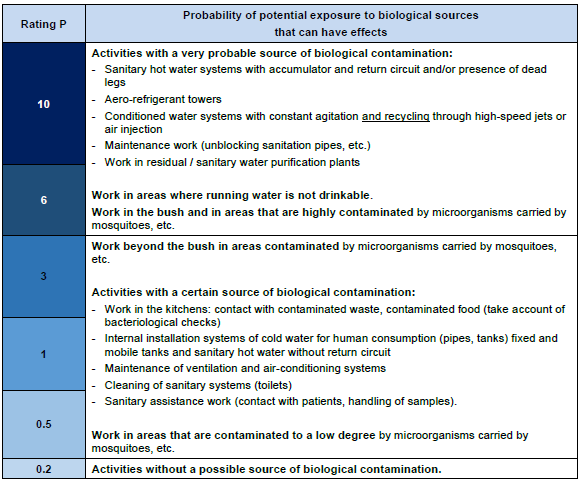 Rating P
Probability of potential exposure to biological sources
that can have effects
10
Activities with a very probable source of biological contamination:
- Sanitary hot water systems with accumulator and return circuit and/or presence of dead
legs
- Aero-refrigerant towers
- Conditioned water systems with constant agitation and recycling through high-speed jets or
air injection
- Maintenance work (unblocking sanitation pipes, etc.)
- Work in residual / sanitary water purification plants
6
Work in areas where running water is not drinkable.
Work in the bush and in areas that are highly contaminated by microorganisms carried by
mosquitoes, etc.
3
Work beyond the bush in areas contaminated by microorganisms carried by mosquitoes,
etc.
Activities with a certain source of biological contamination:
- Work in the kitchens: contact with contaminated waste, contaminated food (take account of
bacteriological checks)
1
- Internal installation systems of cold water for human consumption (pipes, tanks) fixed and
mobile tanks and sanitary hot water without return circuit
- Maintenance of ventilation and air-conditioning systems
- Cleaning of sanitary systems (toilets)
0.5
- Sanitary assistance work (contact with patients, handling of samples).
Work in areas that are contaminated to a low degree by microorganisms carried by
mosquitoes, etc.
0.2
Activities without a possible source of biological contamination.